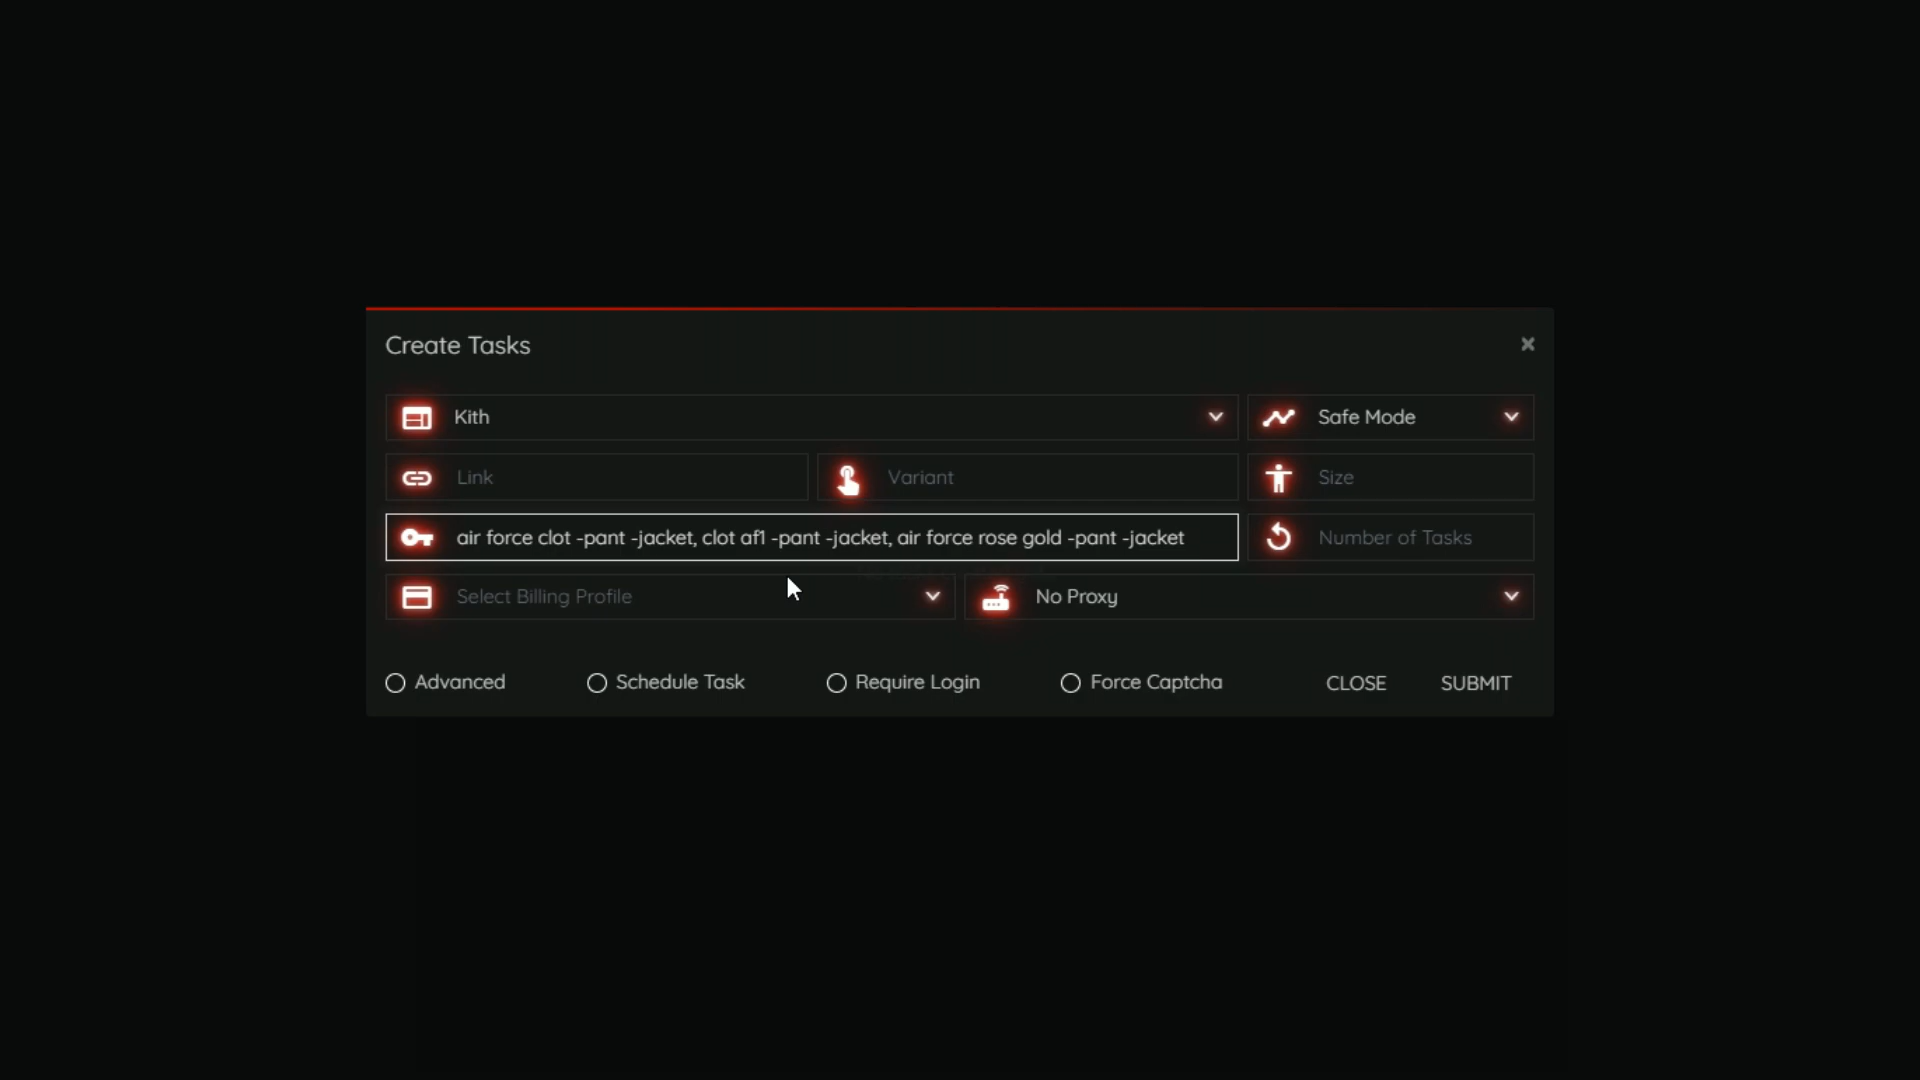 Create Tasks
Kith
Safe Mode
Link
Variant
Size
air force clot -pant -jacket, clot af1 -pant -jacket, air force rose gold -pant -jacket
Number of Tasks
Select Billing Profile
No Proxy
Advanced
Schedule Task
Require Login
Force Captcha
CLOSE
SUBMIT